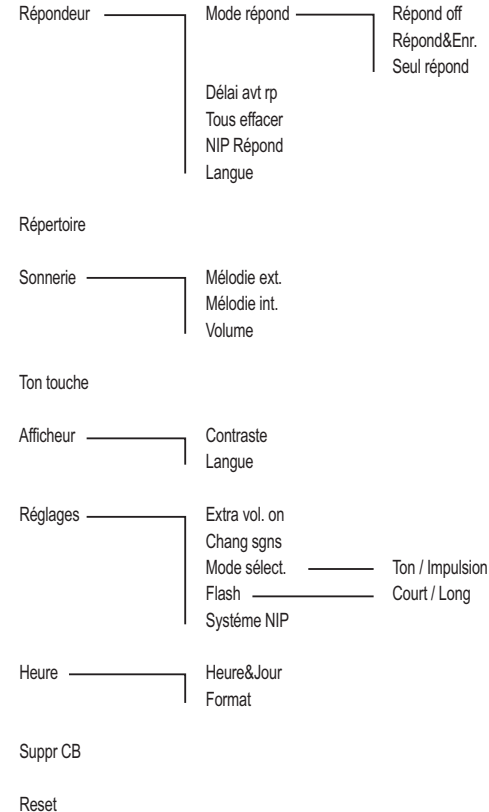 Répondeur Mode répond Répond off
Répond&Enr.
Seul répond
Délai avt rp
Tous effacer
NIP Répond
Langue
Répertoire
Sonnerie Mélodie ext.
Mélodie int.
Volume
Ton touche
Afficheur Contraste
Langue
Réglages Extra vol. on
Chang sgns
Mode sélect. Ton / Impulsion
Flash Court / Long
Systéme NIP
Heure Heure&Jour
Format
Suppr CB
Reset